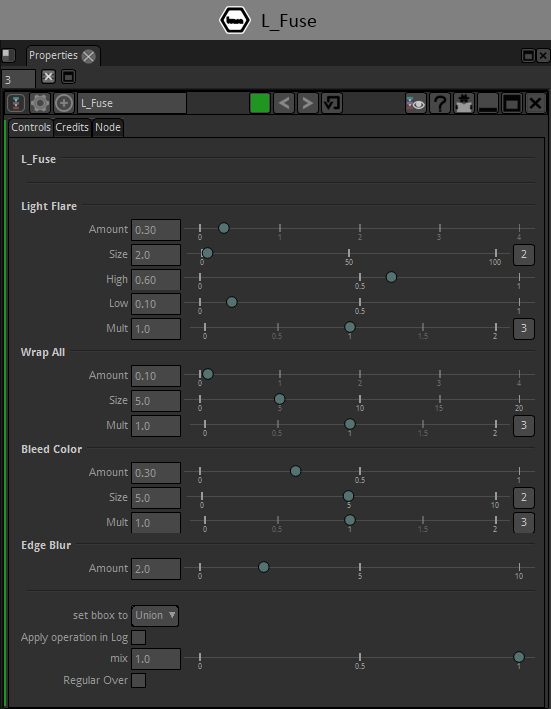 L_Fuse
Properties
3
L_Fuse
Controls Credits Node
L_Fuse
Light Flare
Amount 0.30 0 1 2 3 4
Size 2.0 0 50 100 2
High 0.60 0 0.5 1
Low 0.10 0 0.5 1
Mult 1.0 0 0.5 1 1.5 2 3
Wrap All
Amount 0.10 0 1 2 3 4
Size 5.0 0 5 10 15 20
Mult 1.0 0 0.5 1 1.5 2 3
Bleed Color
Amount 0.30 0 0.5 1
Size 5.0 0 5 10 2
Mult 1.0 0 0.5 1 1.5 2 3
Edge Blur
Amount 2.0 0 5 10
set bbox to Union
Apply operation in Log
mix 1.0 0 0.5 1
Regular Over